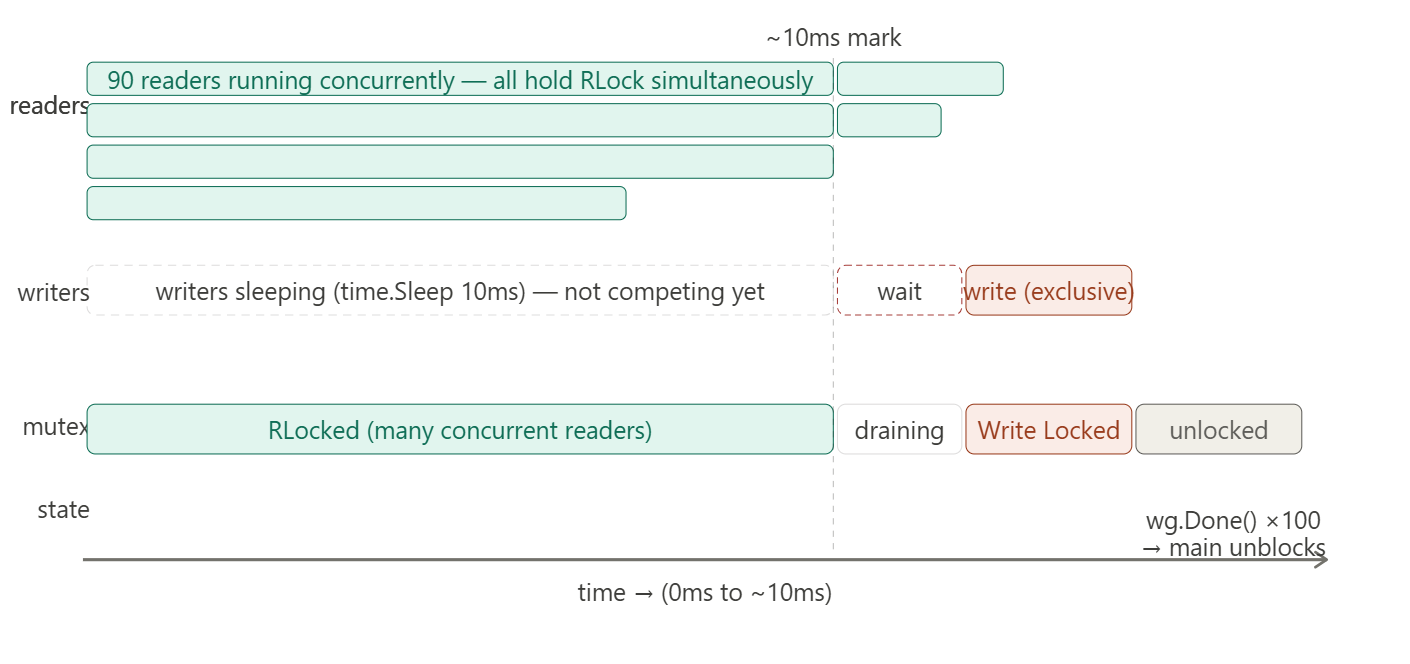 ~10ms mark
90 readers running concurrently — all hold RLock simultaneously
readers
writers
writers sleeping (time.Sleep 10ms) — not competing yet
wait
write (exclusive)
mutex
RLocked (many concurrent readers)
draining
Write Locked
unlocked
state
wg.Done() ×100
→ main unblocks
time → (0ms to ~10ms)